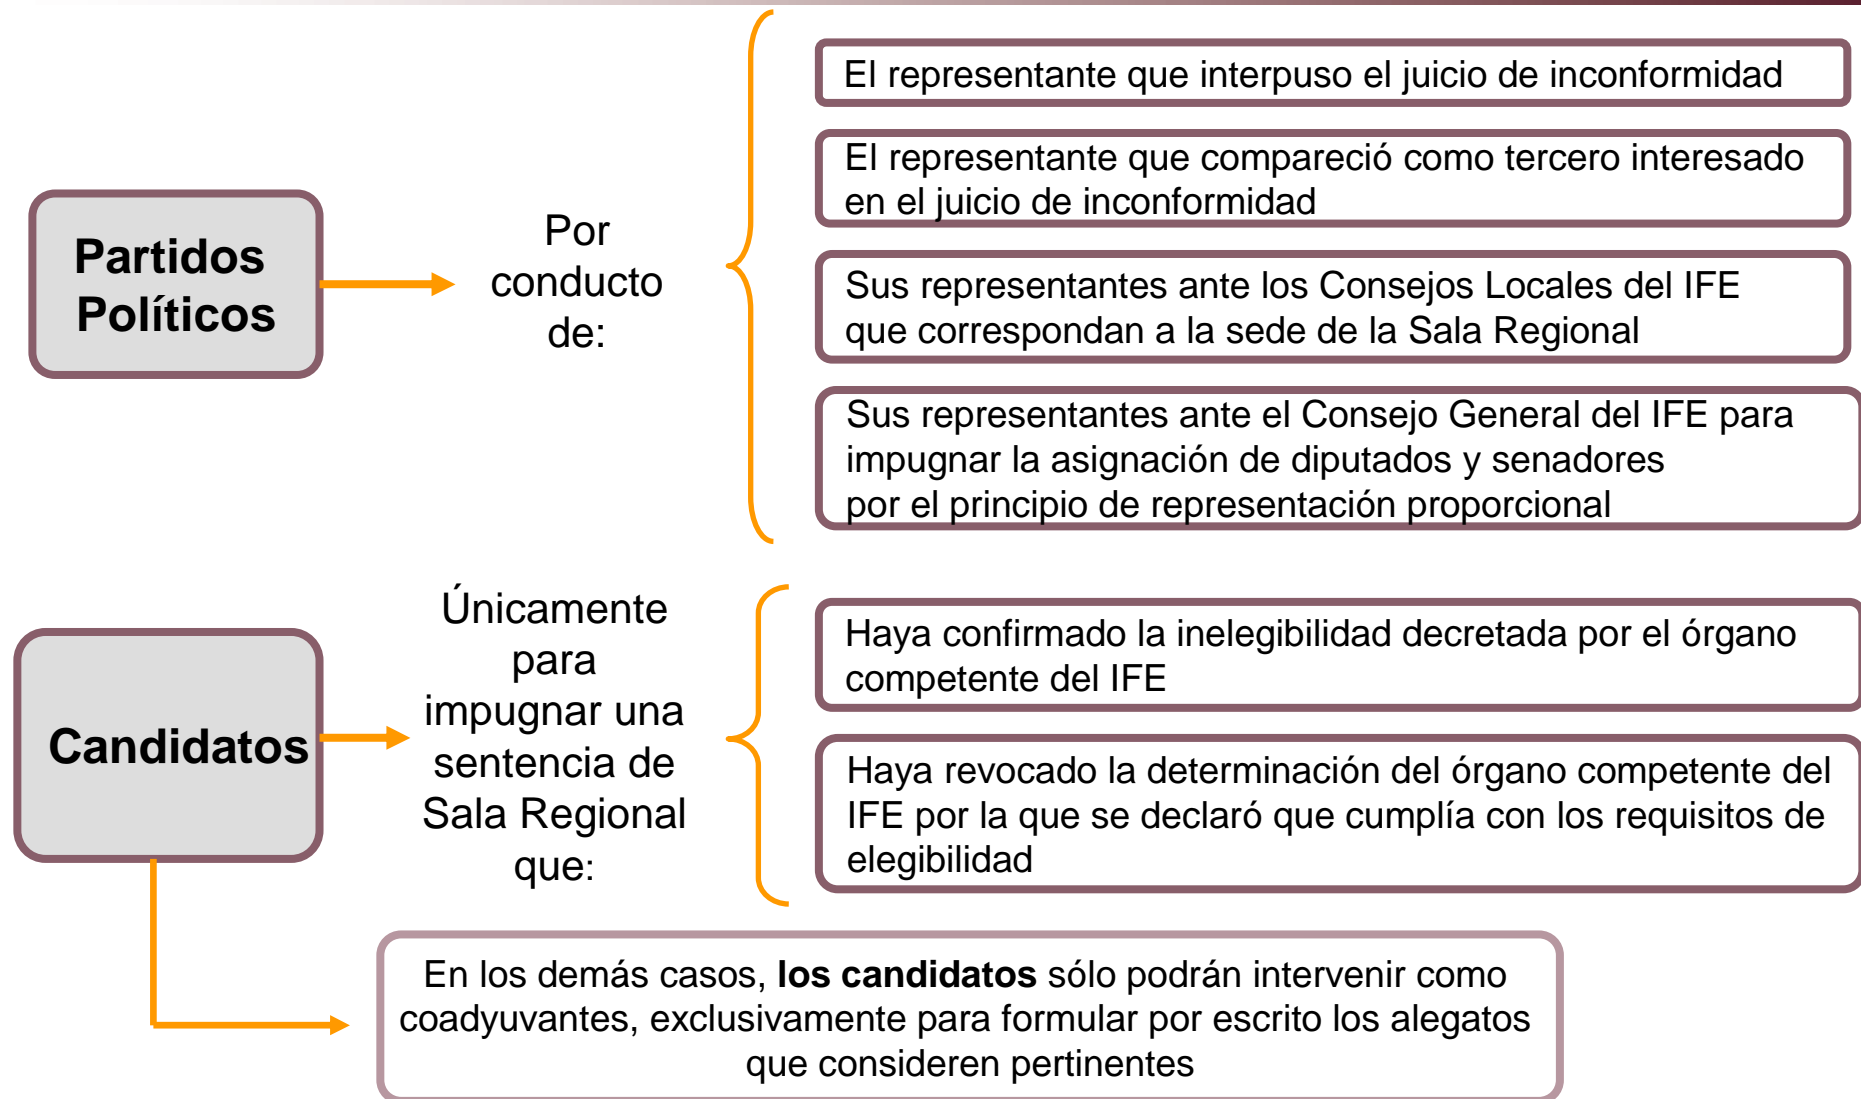 Partidos
Políticos
Por
conducto
de:
El representante que interpuso el juicio de inconformidad
El representante que compareció como tercero interesado
en el juicio de inconformidad
Sus representantes ante los Consejos Locales del IFE
que correspondan a la sede de la Sala Regional
Sus representantes ante el Consejo General del IFE para
impugnar la asignación de diputados y senadores
por el principio de representación proporcional
Candidatos
Únicamente
para
impugnar una
sentencia de
Sala Regional
que:
Haya confirmado la inelegibilidad decretada por el órgano
competente del IFE
Haya revocado la determinación del órgano competente del
IFE por la que se declaró que cumplía con los requisitos de
elegibilidad
En los demás casos, los candidatos sólo podrán intervenir como
coadyuvantes, exclusivamente para formular por escrito los alegatos
que consideren pertinentes